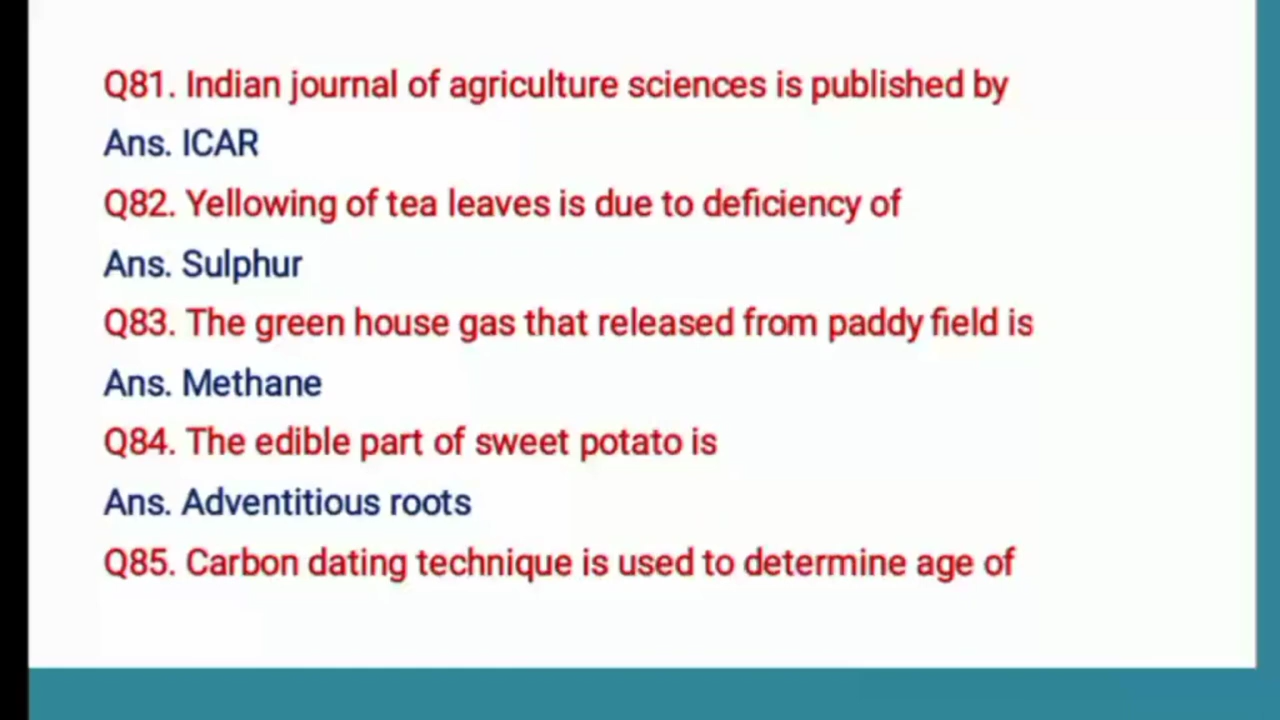 Q81. Indian journal of agriculture sciences is published by
Ans. ICAR
Q82. Yellowing of tea leaves is due to deficiency of
Ans. Sulphur
Q83. The green house gas that released from paddy field is
Ans. Methane
Q84. The edible part of sweet potato is
Ans. Adventitious roots
Q85. Carbon dating technique is used to determine age of